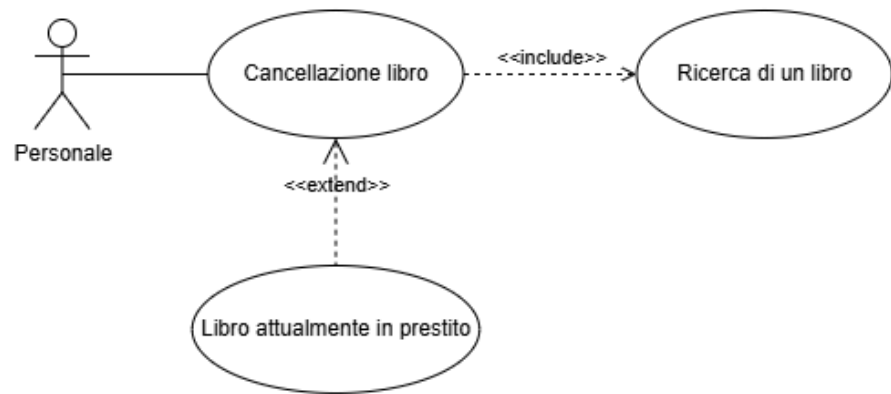 Cancellazione libro
<<include>>
Ricerca di un libro
Personale
<<extend>>
Libro attualmente in prestito